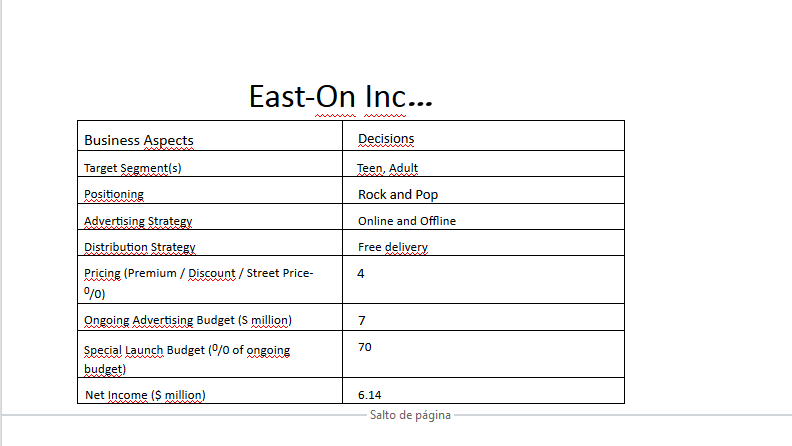 East-On Inc...
Business Aspects Decisions
Target Segment(s) Teen, Adult
Positioning Rock and Pop
Advertising Strategy Online and Offline
Distribution Strategy Free delivery
Pricing (Premium / Discount / Street Price- 4
⁰/0)
Ongoing Advertising Budget (S million) 7
Special Launch Budget (⁰/0 of ongoing 70
budget)
Net Income ($ million) 6.14
Salto de página